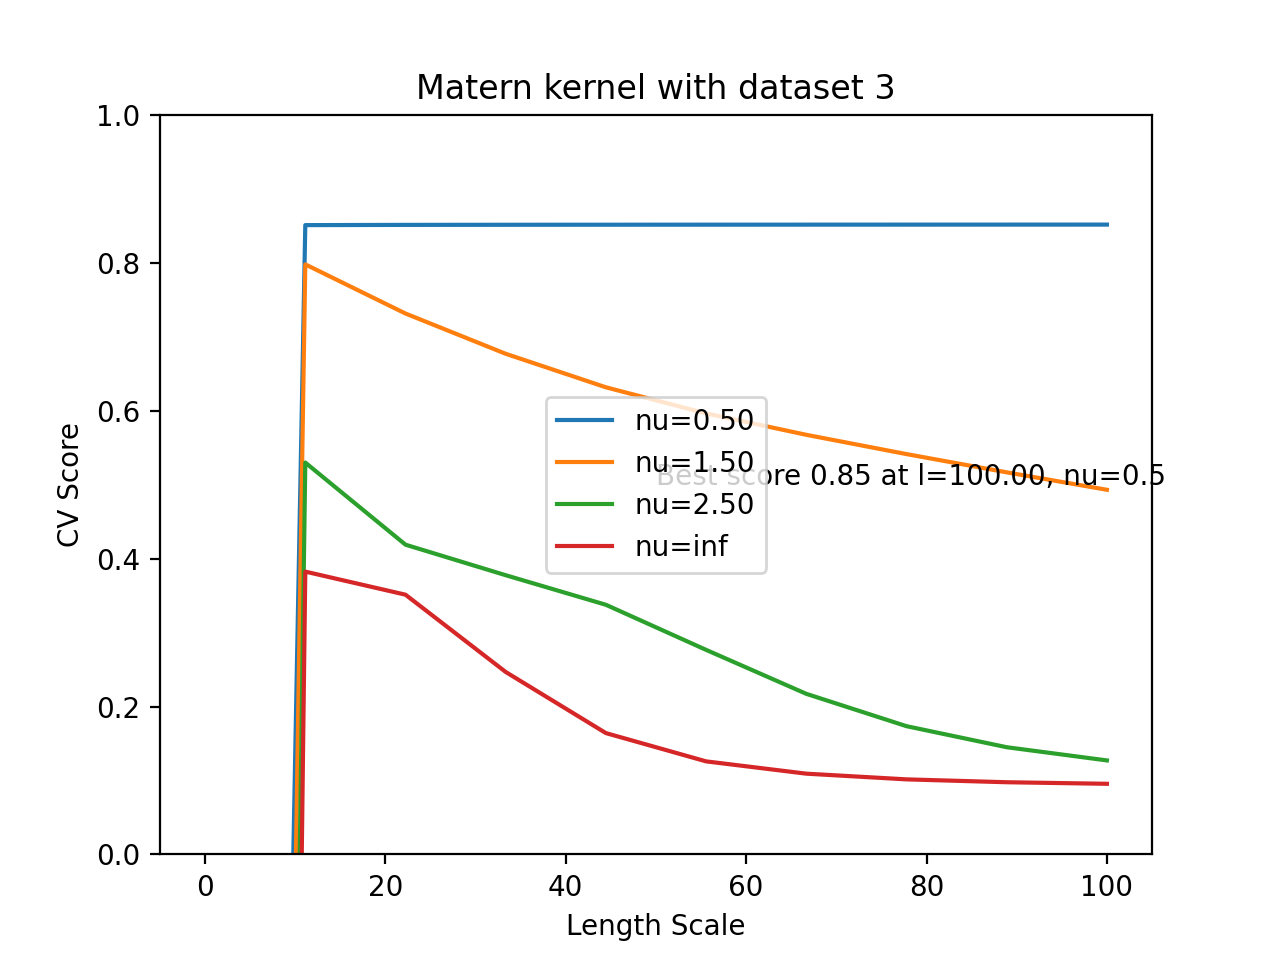 Matern kernel with dataset 3
1.0
0.8
0.6
0.4
0.2
0.0
CV Score
nu=0.50
nu=1.50
nu=2.50
nu=inf
Best score 0.85 at l=100.00, nu=0.5
0 20 40 60 80 100
Length Scale